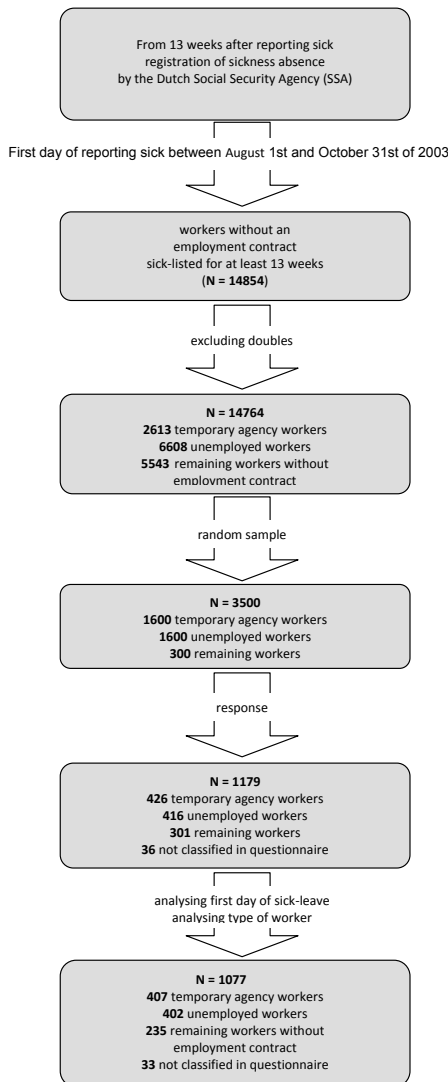 From 13 weeks after reporting sick
registration of sickness absence
by the Dutch Social Security Agency (SSA)
First day of reporting sick between August 1st and October 31st of 2003
workers without an
employment contract
sick-listed for at least 13 weeks
(N = 14854)
excluding doubles
N = 14764
2613 temporary agency workers
6608 unemployed workers
5543 remaining workers without
employment contract
random sample
N = 3500
1600 temporary agency workers
1600 unemployed workers
300 remaining workers
response
N = 1179
426 temporary agency workers
416 unemployed workers
301 remaining workers
36 not classified in questionnaire
analysing first day of sick-leave
analysing type of worker
N = 1077
407 temporary agency workers
402 unemployed workers
235 remaining workers without
employment contract
33 not classified in questionnaire